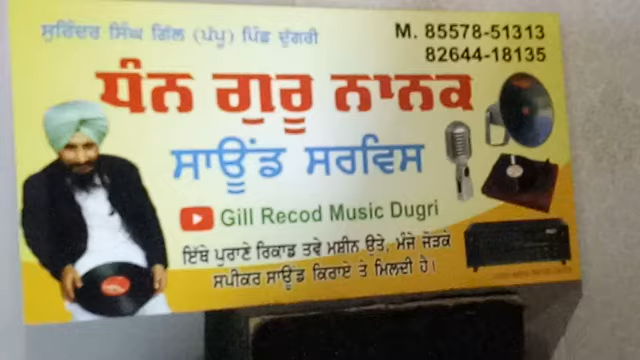 ਸੁਰਿੰਦਰ ਸਿੰਘ ਗਿੱਲ (ਪੱਪੂ) ਪਿੰਡ ਦੁੱਗਰੀ
M. 85578-51313
82644-18135
ਧੰਨ ਗੁਰੂ ਨਾਨਕ
ਸਾਊਂਡ ਸਰਵਿਸ
Gill Recod Music Dugri
ਇੱਥੇ ਪੁਰਾਣੇ ਰਿਕਾਡ ਤਵੇ ਮਸ਼ੀਨ ਉਤੇ, ਮੰਜੇ ਜੋੜਕੇ
ਸਪੀਕਰ ਸਾਊਂਡ ਕਿਰਾਏ ਤੇ ਮਿਲਦੀ ਹੈ।